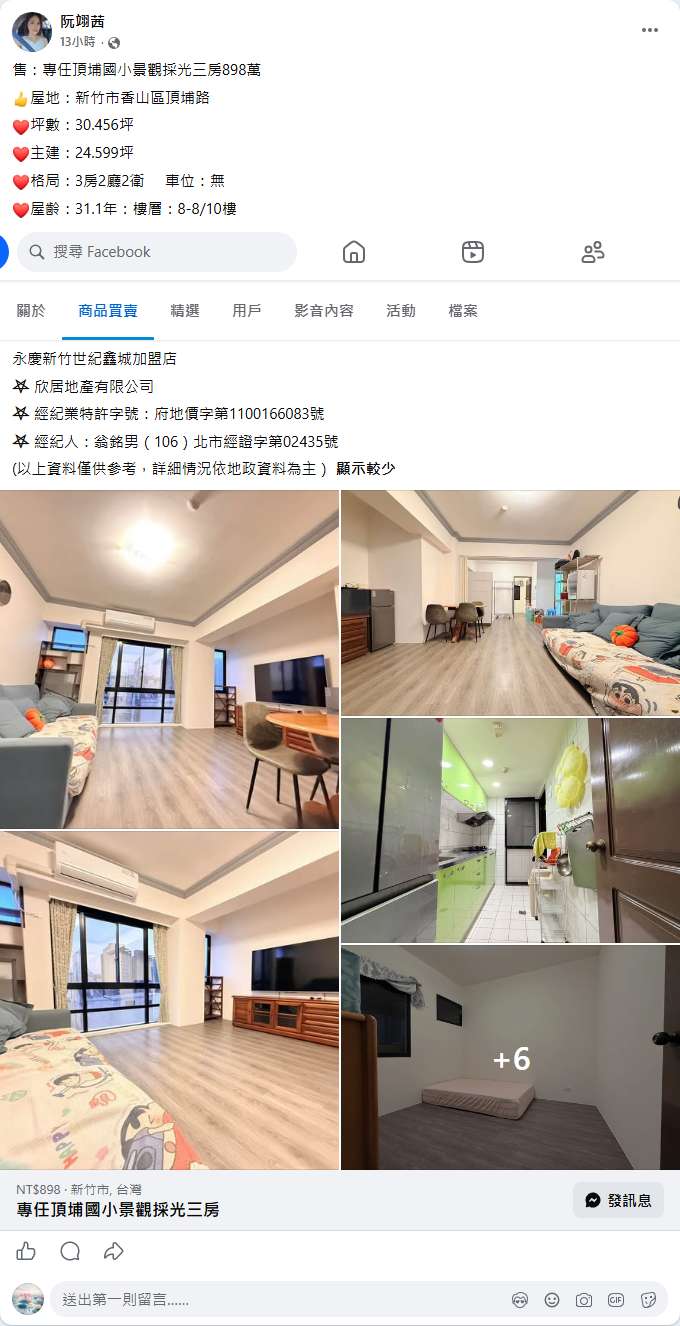 阮翊茜
13小時 ·
售：專任頂埔國小景觀採光三房898萬
👍屋地：新竹市香山區頂埔路
❤️坪數：30.456坪
❤️主建：24.599坪
❤️格局：3房2廳2衛　車位：無
❤️屋齡：31.1年：樓層：8-8/10樓
搜尋 Facebook
關於 商品買賣 精選 用戶 影音內容 活動 檔案
永慶新竹世紀鑫城加盟店
⛧ 欣居地產有限公司
⛧ 經紀業特許字號：府地價字第1100166083號
⛧ 經紀人：翁銘男（106）北市經證字第02435號
(以上資料僅供參考，詳細情況依地政資料為主） 顯示較少
+6
NT$898 · 新竹市, 台灣
專任頂埔國小景觀採光三房
發訊息
送出第一則留言......
GIF